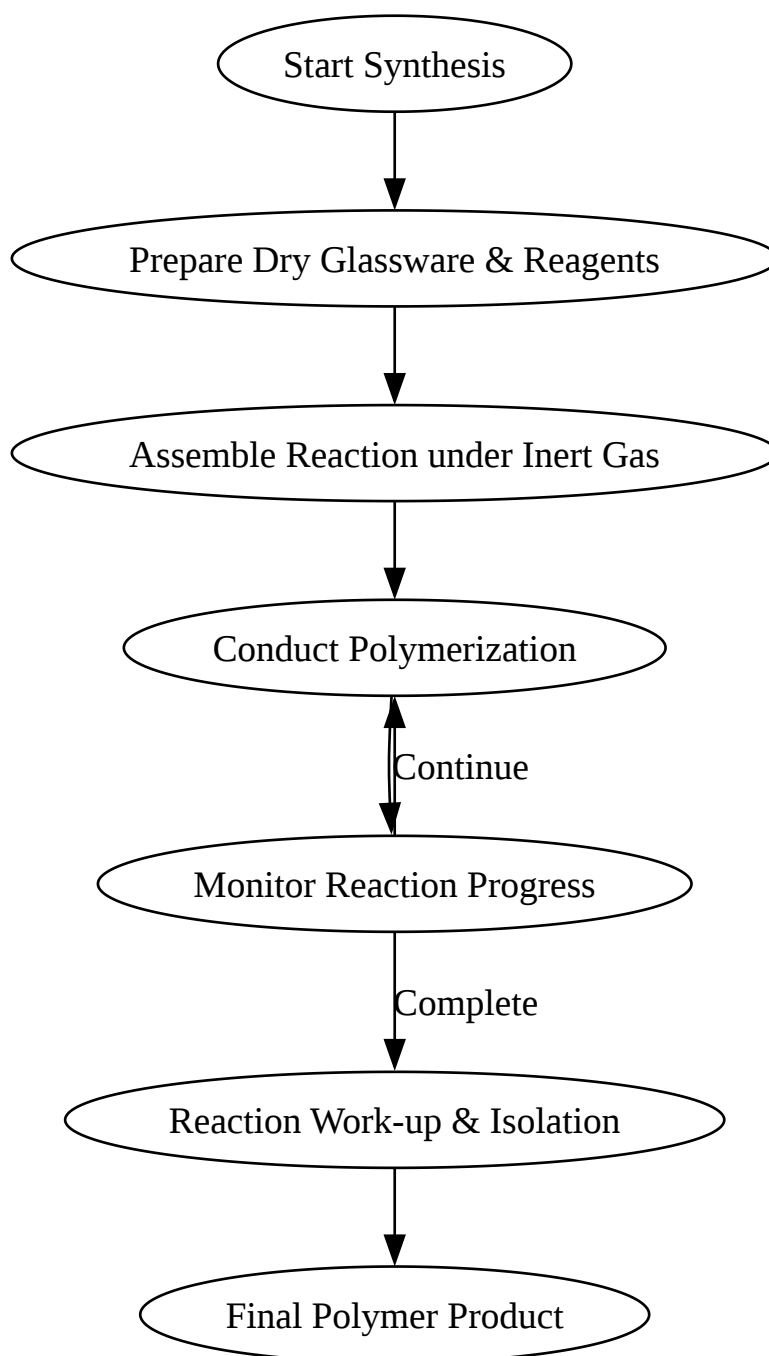 Start Synthesis
Prepare Dry Glassware & Reagents
Assemble Reaction under Inert Gas
Conduct Polymerization
Continue
Monitor Reaction Progress
Complete
Reaction Work-up & Isolation
Final Polymer Product